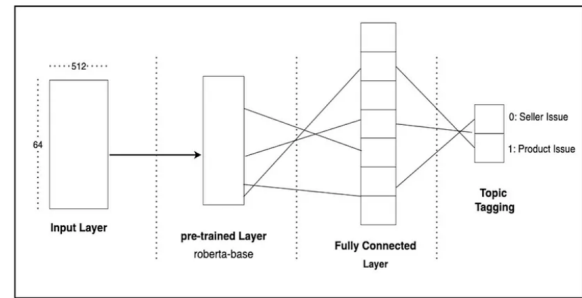 512
64
Input Layer
pre-trained Layer
roberta-base
Fully Connected
Layer
0: Seller Issue
1: Product Issue
Topic
Tagging